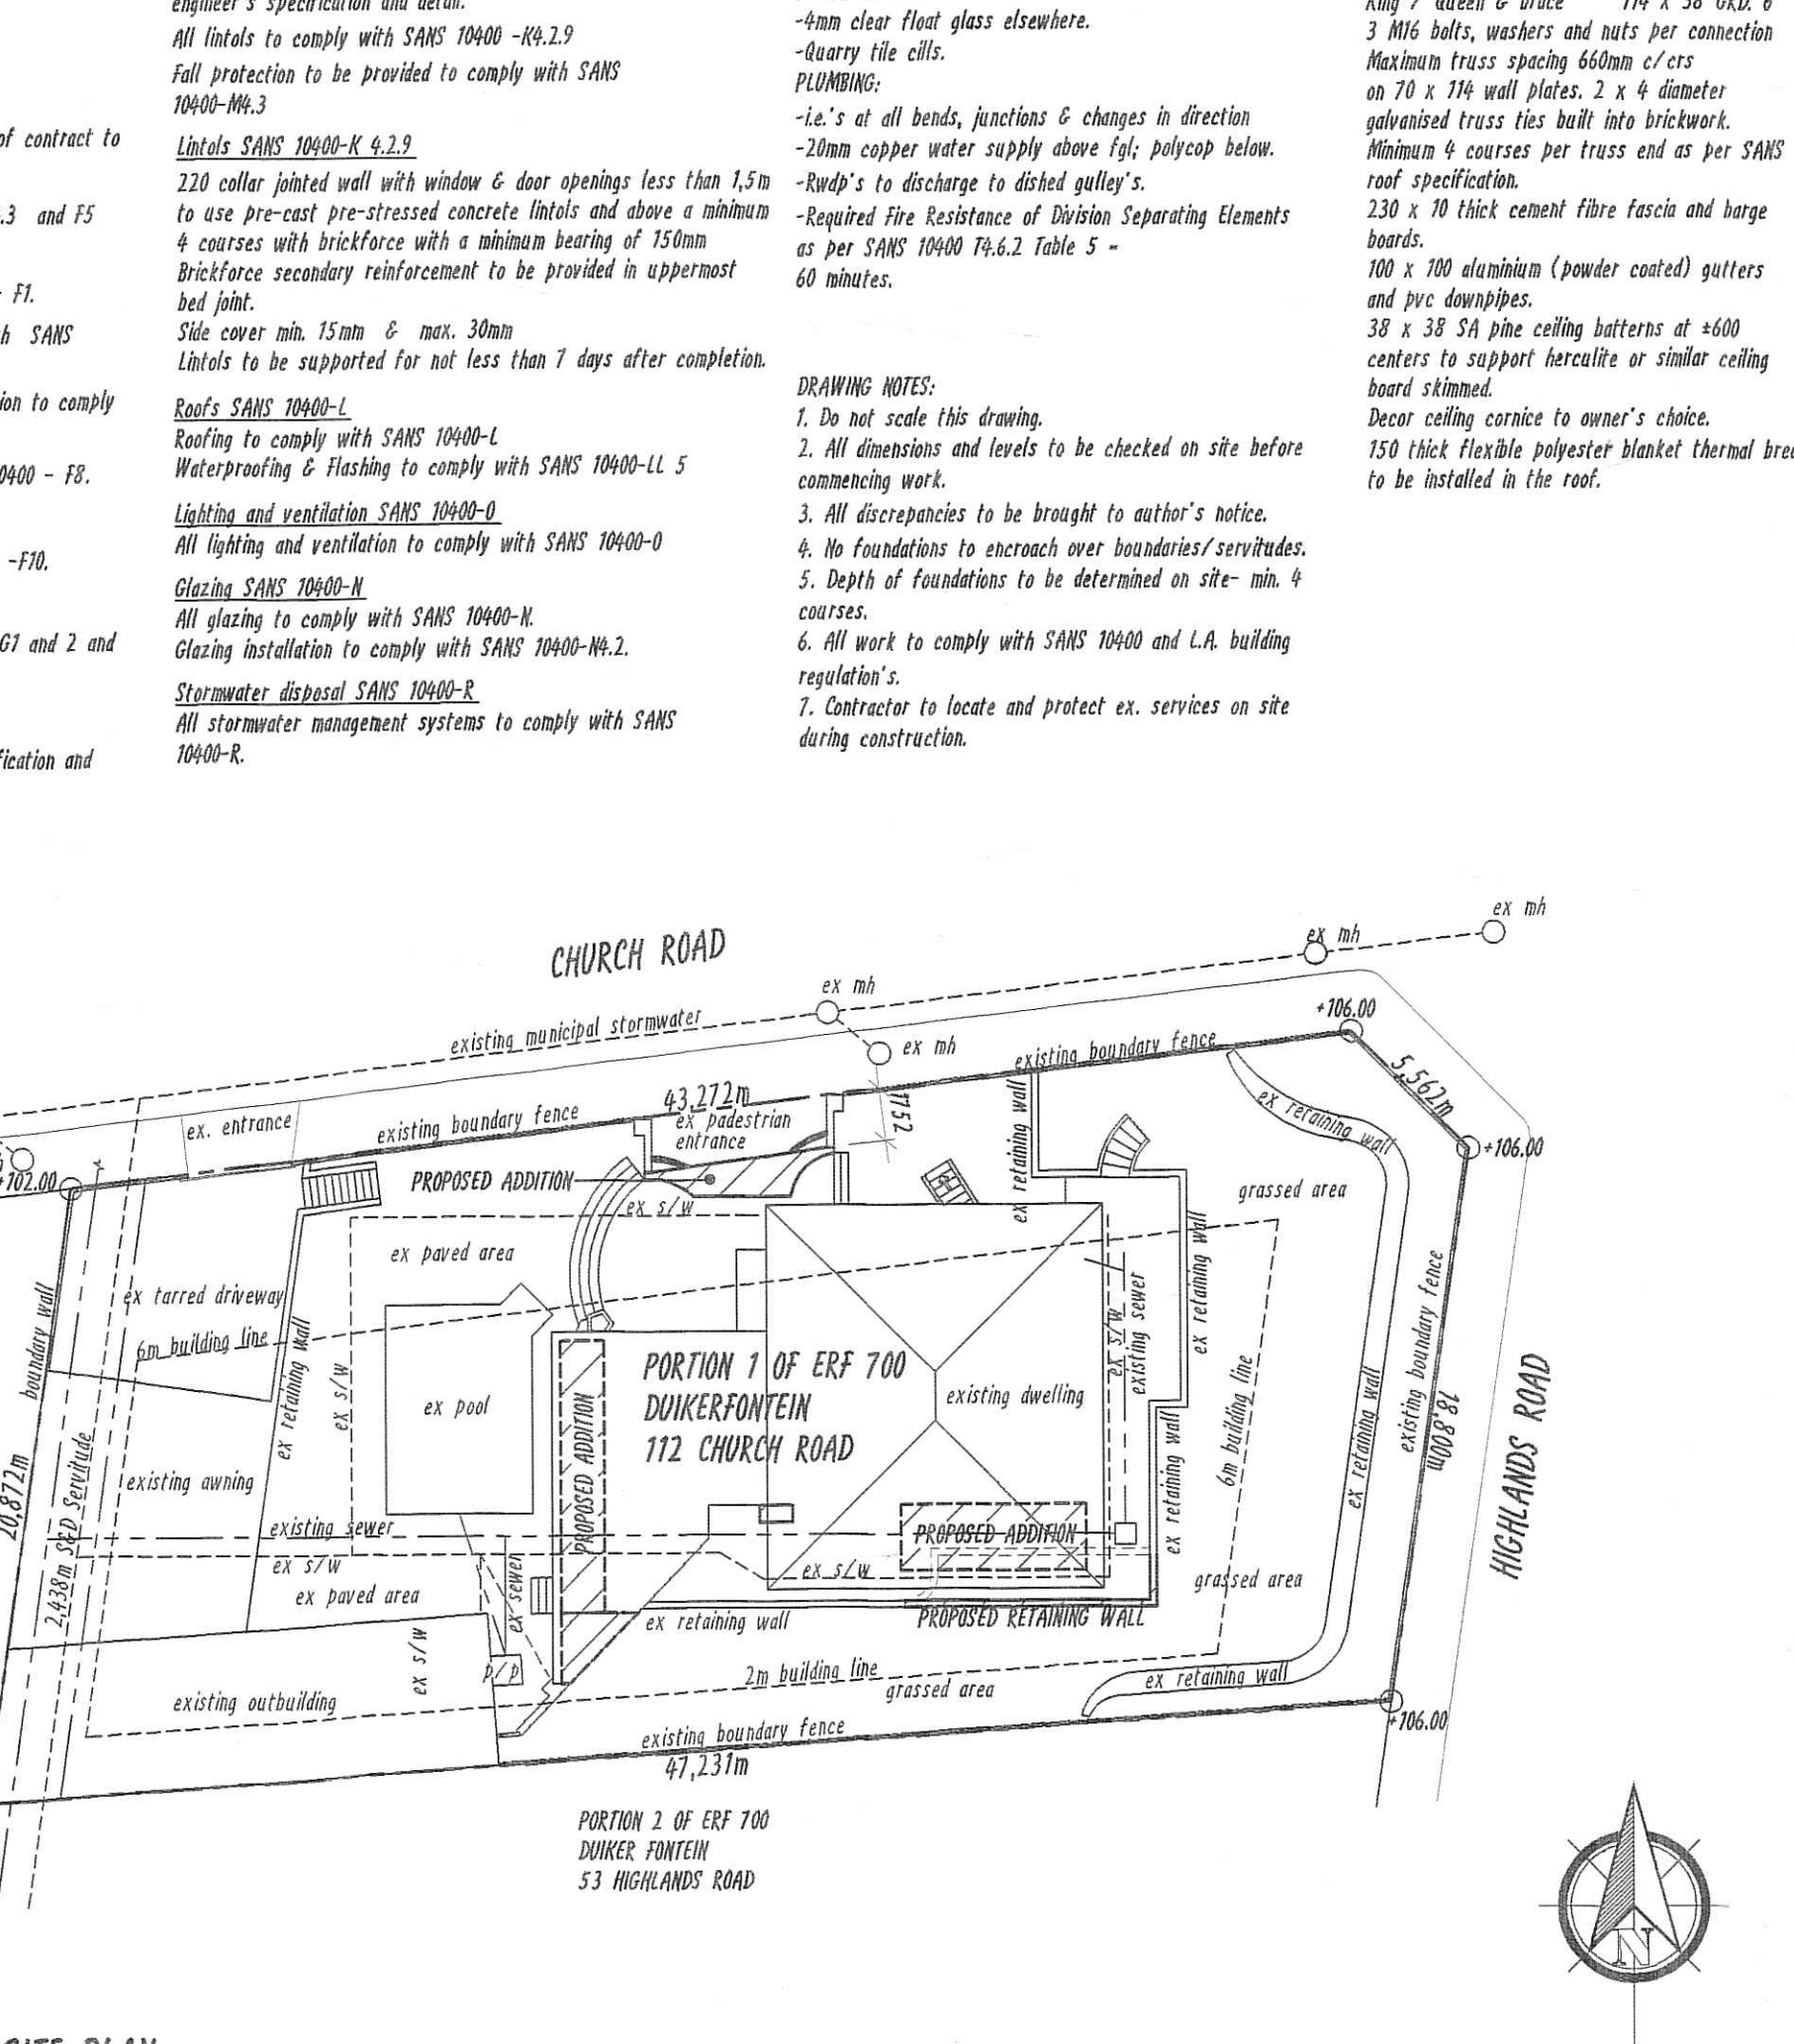 of contract to
.3 and F5
- F1.
h SANS
ion to comply
0400 - F8.
-F10.
G1 and 2 and
fication and
engineer's specification and detail.
All lintols to comply with SANS 10400 -K4.2.9
Fall protection to be provided to comply with SANS
10400-M4.3
Lintols SANS 10400-K 4.2.9
220 collar jointed wall with window & door openings less than 1,5m
to use pre-cast pre-stressed concrete lintols and above a minimum
4 courses with brickforce with a minimum bearing of 150mm
Brickforce secondary reinforcement to be provided in uppermost
bed joint.
Side cover min. 15mm & max. 30mm
Lintols to be supported for not less than 7 days after completion.
Roofs SANS 10400-L
Roofing to comply with SANS 10400-L
Waterproofing & Flashing to comply with SANS 10400-LL 5
Lighting and ventilation SANS 10400-O
All lighting and ventilation to comply with SANS 10400-O
Glazing SANS 10400-N
All glazing to comply with SANS 10400-N.
Glazing installation to comply with SANS 10400-N4.2.
Stormwater disposal SANS 10400-R
All stormwater management systems to comply with SANS
10400-R.
-4mm clear float glass elsewhere.
-Quarry tile cills.
PLUMBING:
-i.e.'s at all bends, junctions & changes in direction
-20mm copper water supply above fgl; polycop below.
-Rwdp's to discharge to dished gulley's.
-Required Fire Resistance of Division Separating Elements
as per SANS 10400 T4.6.2 Table 5 -
60 minutes.
DRAWING NOTES:
1. Do not scale this drawing.
2. All dimensions and levels to be checked on site before
commencing work.
3. All discrepancies to be brought to author's notice.
4. No foundations to encroach over boundaries/servitudes.
5. Depth of foundations to be determined on site- min. 4
courses.
6. All work to comply with SANS 10400 and L.A. building
regulation's.
7. Contractor to locate and protect ex. services on site
during construction.
King / Queen & brace 114 x 38 GRD. 6
3 M16 bolts, washers and nuts per connection
Maximum truss spacing 660mm c/crs
on 70 x 114 wall plates. 2 x 4 diameter
galvanised truss ties built into brickwork.
Minimum 4 courses per truss end as per SANS
roof specification.
230 x 10 thick cement fibre fascia and barge
boards.
100 x 100 aluminium (powder coated) gutters
and pvc downpipes.
38 x 38 SA pine ceiling batterns at ±600
centers to support herculite or similar ceiling
board skimmed.
Decor ceiling cornice to owner's choice.
150 thick flexible polyester blanket thermal brea
to be installed in the roof.
ex mh
ex mh
CHURCH ROAD
ex mh
existing municipal stormwater
ex mh
+106.00
existing boundary fence
5,562m
43,272m
ex. entrance
existing boundary fence
ex padestrian
entrance
1752
ex retaining wall
ex retaining wall
+106.00
+102.00
PROPOSED ADDITION
ex s/w
grassed area
ex paved area
ex tarred driveway
6m building line
ex retaining wall
boundary wall
ex s/w
ex pool
PROPOSED ADDITION
PORTION 1 OF ERF 700
DUIKERFONTEIN
112 CHURCH ROAD
existing dwelling
ex s/w
existing sewer
ex retaining wall
6m building line
ex retaining wall
existing boundary fence
18,800m
HIGHLANDS ROAD
20,872m
2,438m S&D Servitude
existing awning
existing sewer
ex s/w
ex paved area
ex sewer
PROPOSED ADDITION
ex s/w
ex retaining wall
grassed area
ex retaining wall
PROPOSED RETAINING WALL
ex s/w
p/p
2m building line
grassed area
ex retaining wall
existing outbuilding
existing boundary fence
+106.00
47,231m
PORTION 2 OF ERF 700
DUIKER FONTEIN
53 HIGHLANDS ROAD
N
SITE PLAN